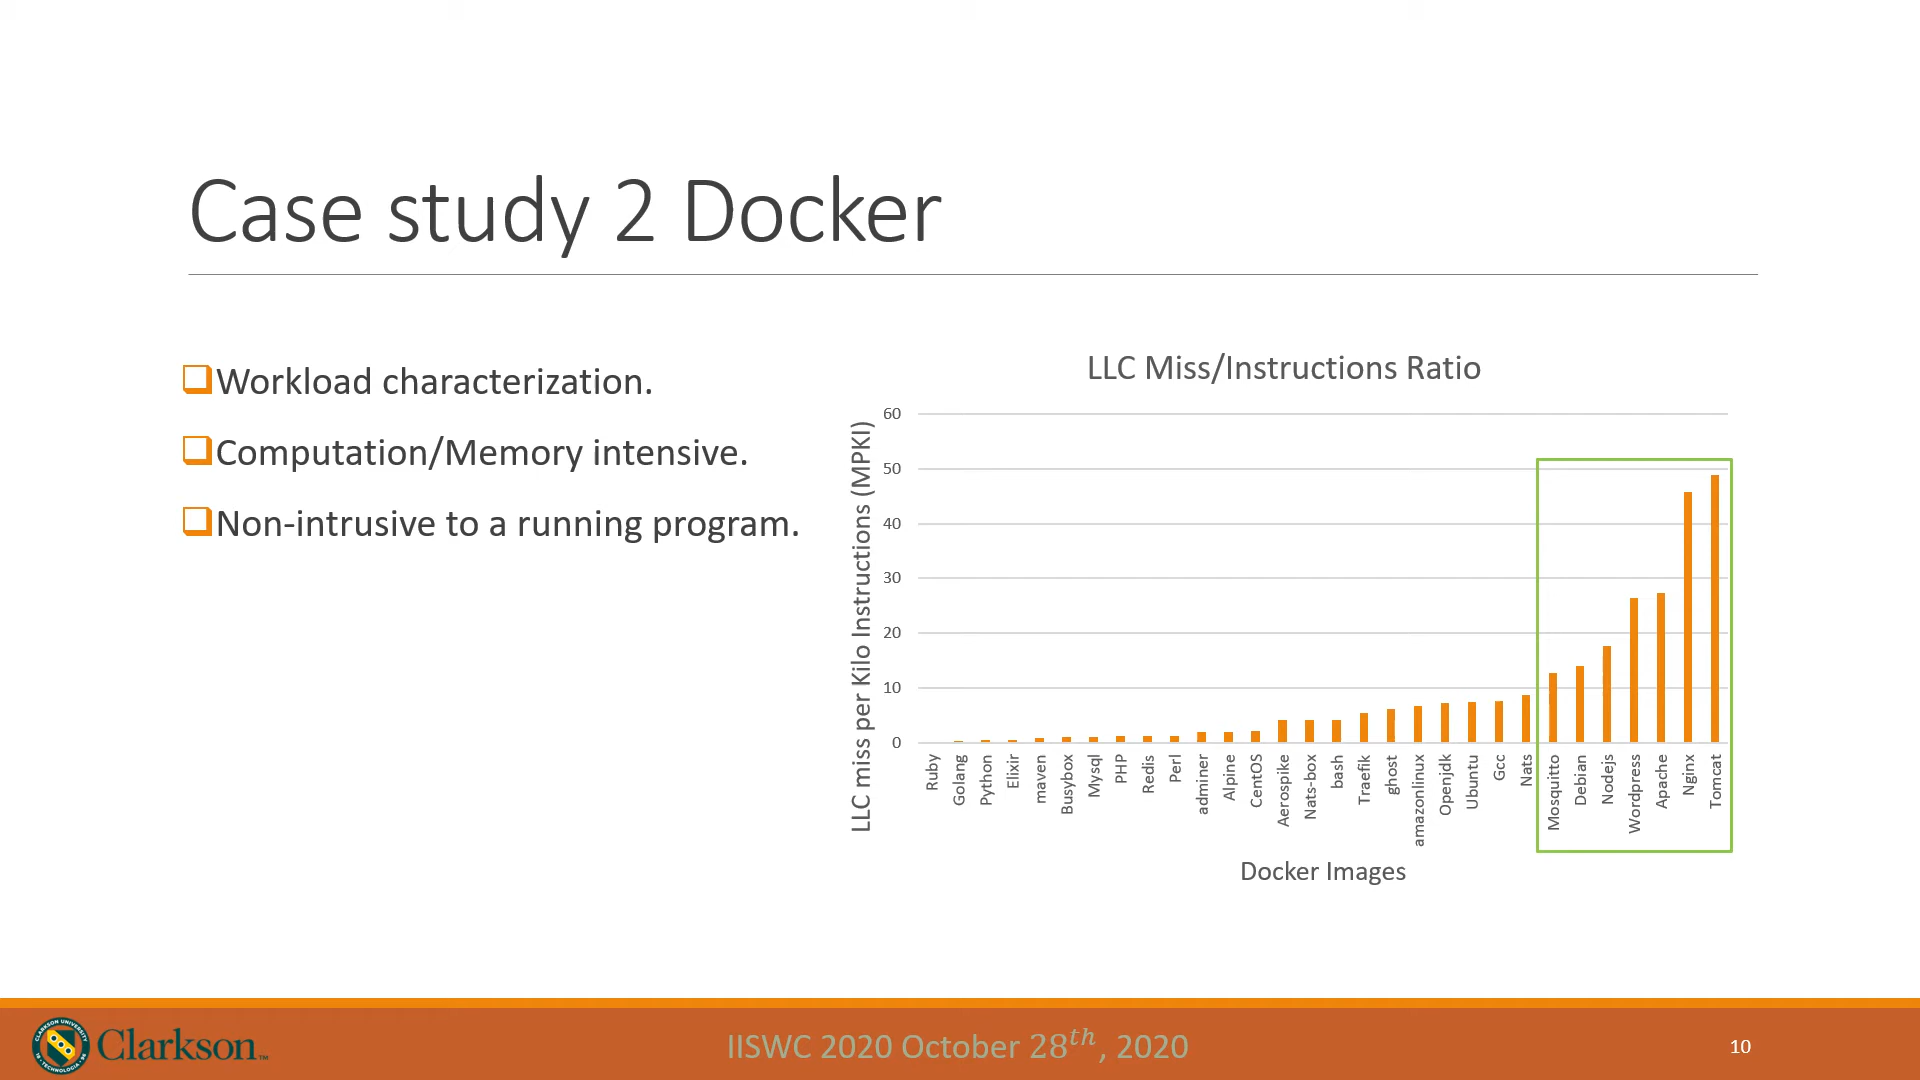 Case study 2 Docker
Workload characterization.
Computation/Memory intensive.
Non-intrusive to a running program.
LLC Miss/Instructions Ratio
LLC miss per Kilo Instructions (MPKI)
60
50
40
30
20
10
0
Ruby
Golang
Python
Elixir
maven
Busybox
Mysql
PHP
Redis
Perl
adminer
Alpine
CentOS
Aerospike
Nats-box
bash
Traefik
ghost
amazonlinux
Openjdk
Ubuntu
Gcc
Nats
Mosquitto
Debian
Nodejs
Wordpress
Apache
Nginx
Tomcat
Docker Images
Clarkson™
IISWC 2020 October 28th, 2020
10